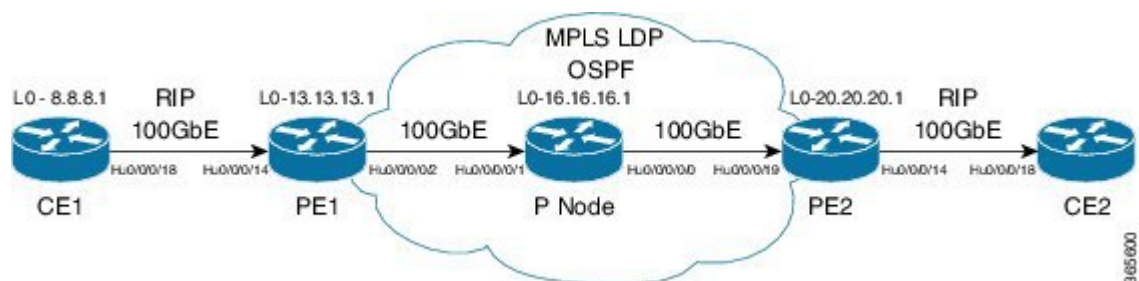 MPLS LDP
OSPF
L0 - 8.8.8.1 RIP L0-13.13.13.1 L0-16.16.16.1 L0-20.20.20.1 RIP
100GbE 100GbE 100GbE 100GbE
Hu0/0/0/18 Hu0/0/0/14 Hu0/0/0/0/2 Hu0/0/0/0/1 Hu0/0/0/0/0 Hu0/0/0/19 Hu0/0/0/14 Hu0/0/0/18
CE1 PE1 P Node PE2 CE2
365600